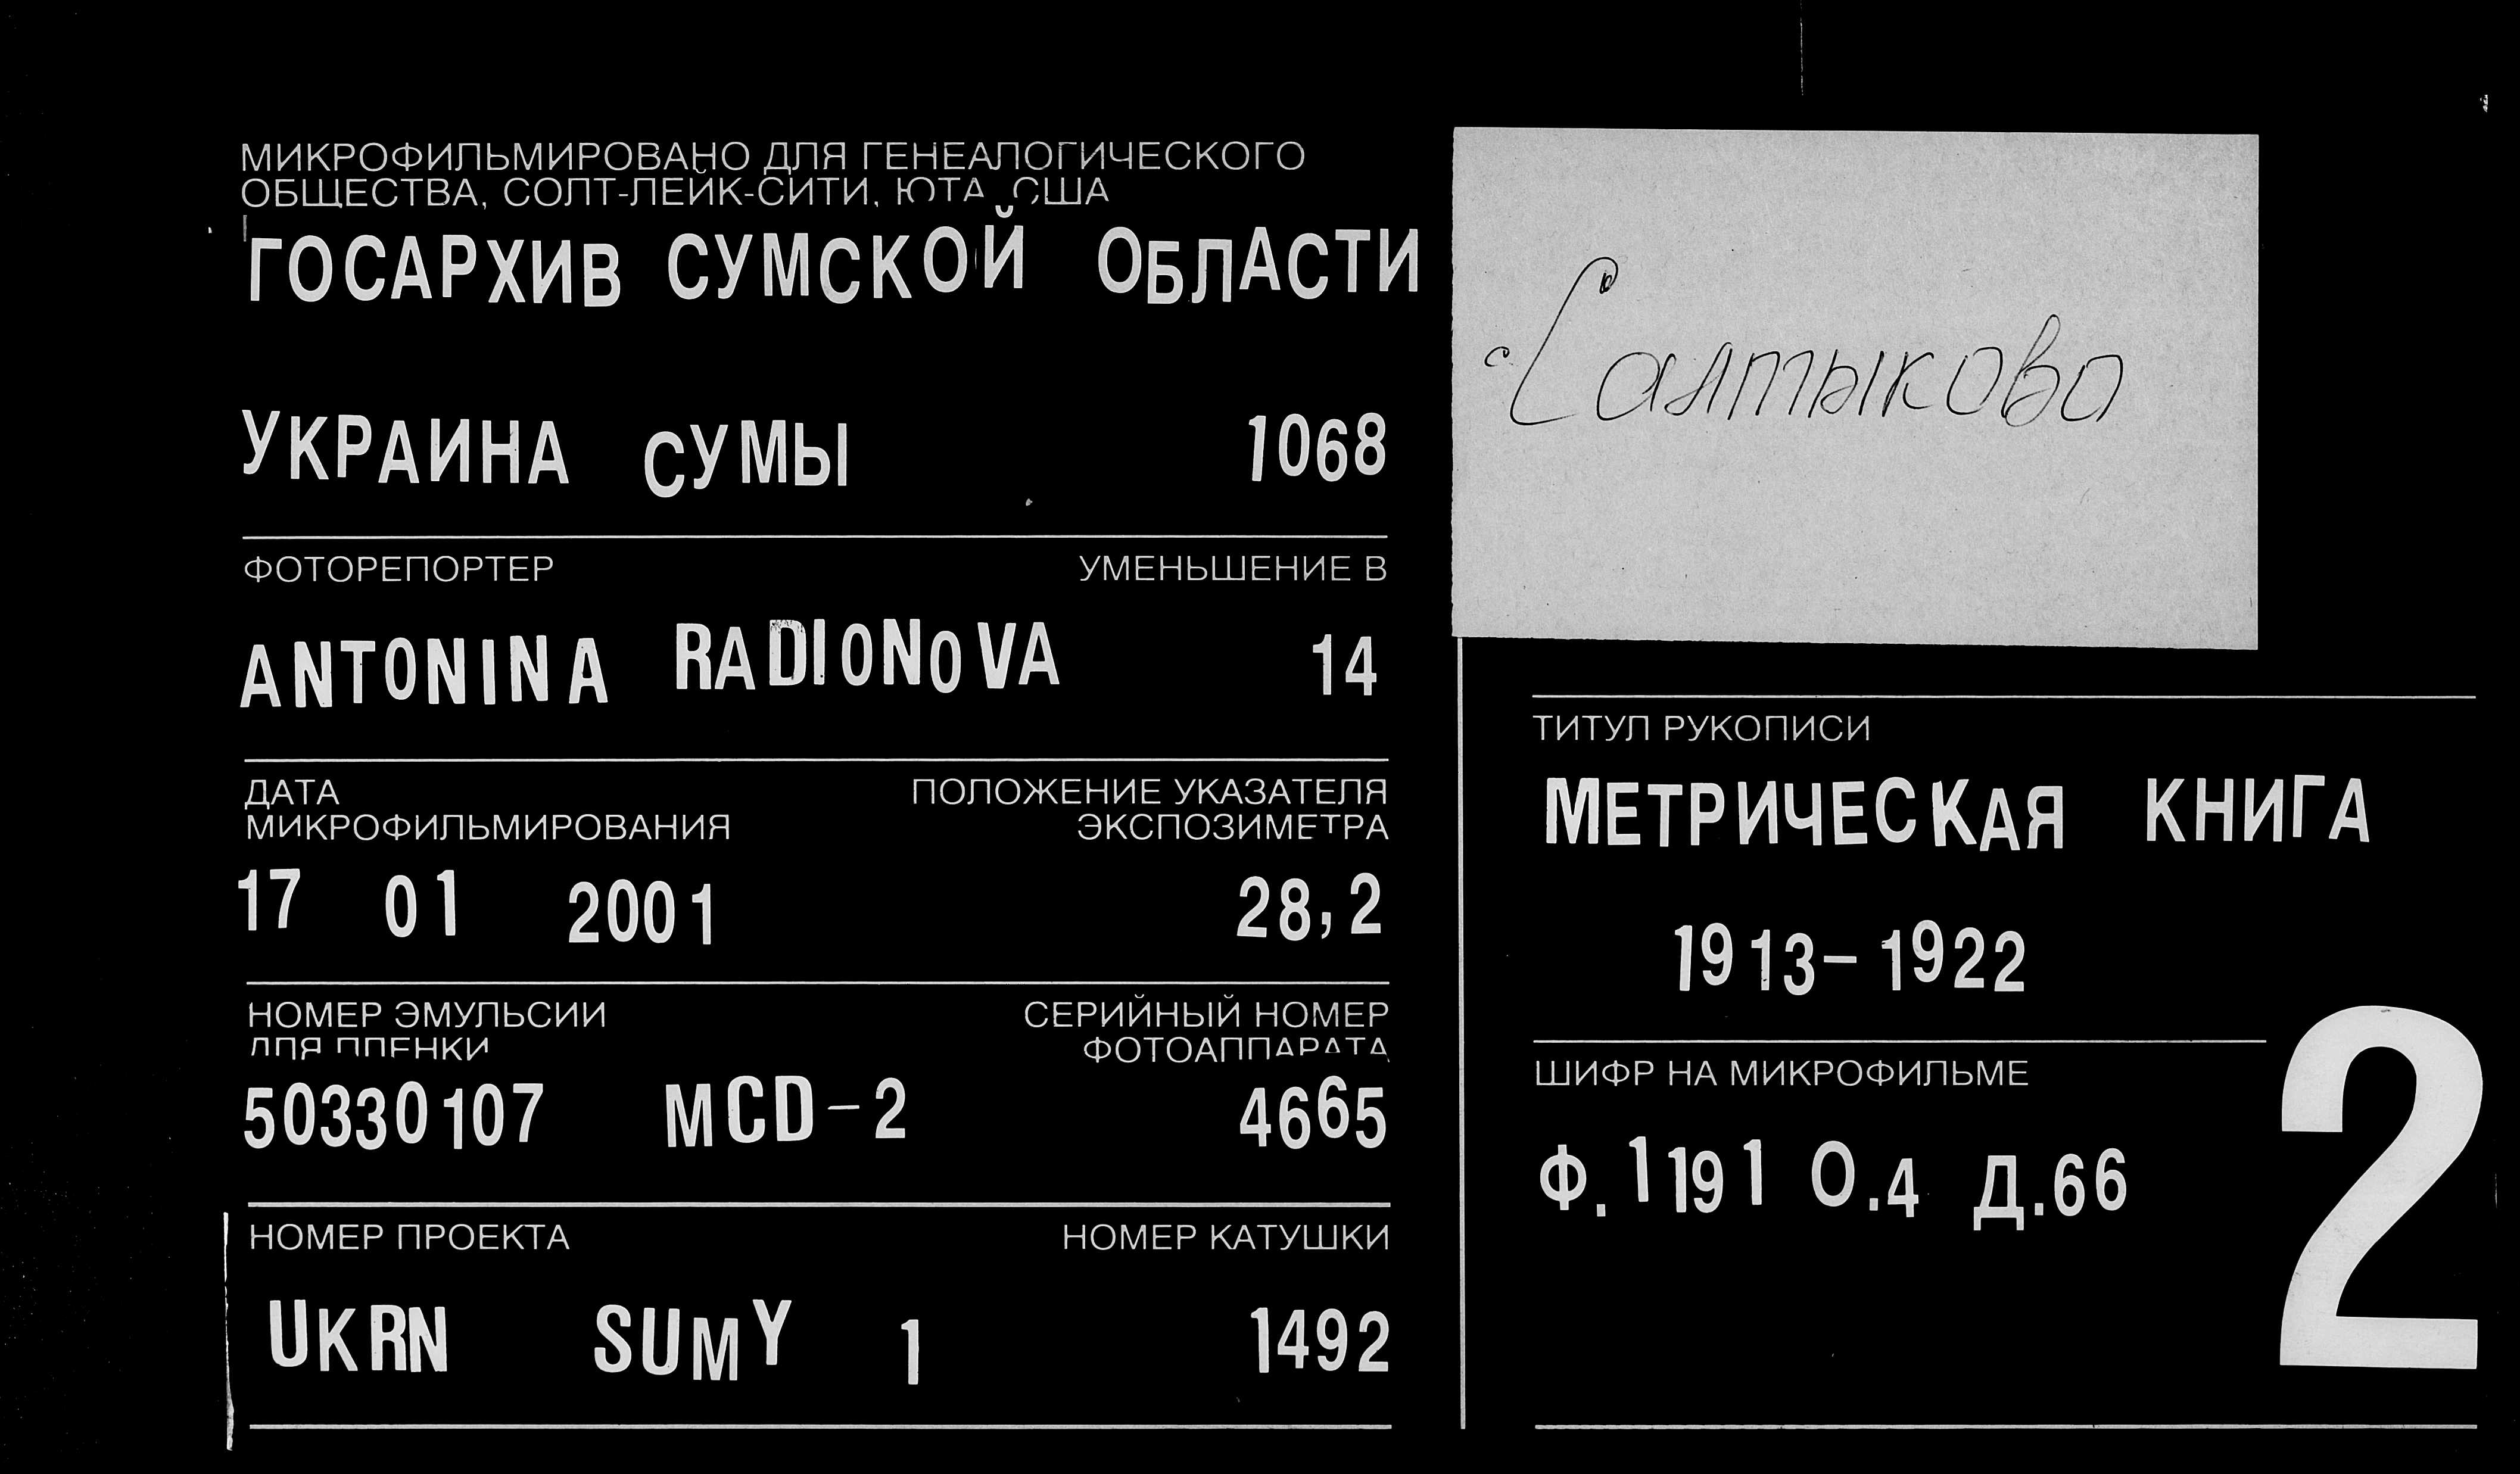 МИКРОФИЛЬМИРОВАНО ДЛЯ ГЕНЕАЛОГИЧЕСКОГО
ОБЩЕСТВА, СОЛТ-ЛЕЙК-СИТИ, ЮТА, США
ГОСАРХИВ СУМСКОЙ ОБЛАСТИ
УКРАИНА СУМЫ 1068
ФОТОРЕПОРТЕР УМЕНЬШЕНИЕ В
ANTONINA RADIONOVA 14
ДАТА ПОЛОЖЕНИЕ УКАЗАТЕЛЯ
МИКРОФИЛЬМИРОВАНИЯ ЭКСПОЗИМЕТРА
17 01 2001 28,2
НОМЕР ЭМУЛЬСИИ СЕРИЙНЫЙ НОМЕР
ДЛЯ ПЛЕНКИ ФОТОАППАРАТА
50330107 MCD-2 4665
НОМЕР ПРОЕКТА НОМЕР КАТУШКИ
UKRN SUMY 1 1492
с Салтыково
ТИТУЛ РУКОПИСИ
МЕТРИЧЕСКАЯ КНИГА
1913-1922
ШИФР НА МИКРОФИЛЬМЕ
Ф.1191 О.4 Д.66
2